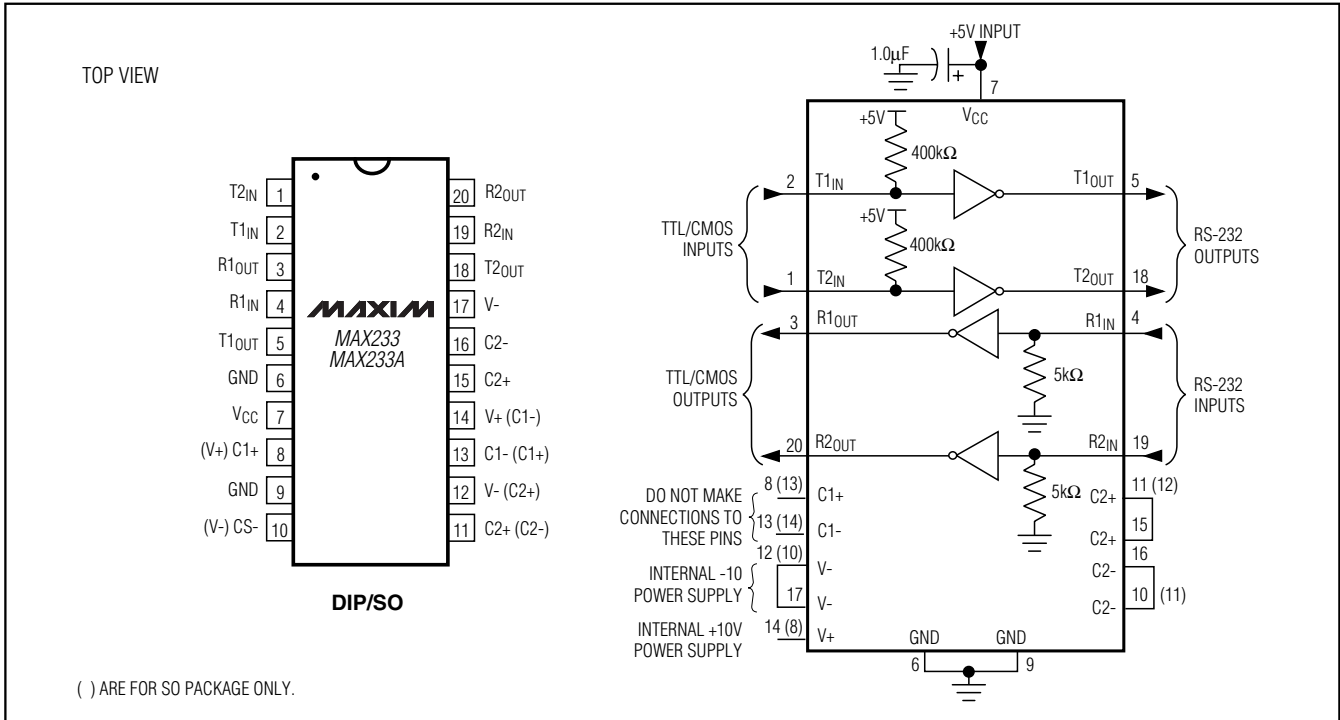 TOP VIEW
T2IN 1
T1IN 2
R1OUT 3
R1IN 4
T1OUT 5
GND 6
VCC 7
(V+) C1+ 8
GND 9
(V-) CS- 10
20 R2OUT
19 R2IN
18 T2OUT
17 V-
16 C2-
15 C2+
14 V+ (C1-)
13 C1- (C1+)
12 V- (C2+)
11 C2+ (C2-)
MAXIM
MAX233
MAX233A
DIP/SO
( ) ARE FOR SO PACKAGE ONLY.
+5V INPUT
1.0µF
+
7
VCC
+5V
400kΩ
2 T1IN
T1OUT 5
+5V
400kΩ
1 T2IN
T2OUT 18
TTL/CMOS
INPUTS
RS-232
OUTPUTS
3 R1OUT
R1IN 4
5kΩ
TTL/CMOS
OUTPUTS
RS-232
INPUTS
20 R2OUT
R2IN 19
5kΩ
DO NOT MAKE
CONNECTIONS TO
THESE PINS
8 (13) C1+
13 (14) C1-
INTERNAL -10
POWER SUPPLY
12 (10) V-
17 V-
INTERNAL +10V
POWER SUPPLY
14 (8) V+
C2+ 11 (12)
C2+ 15
C2- 16
C2- 10 (11)
GND GND
6 9